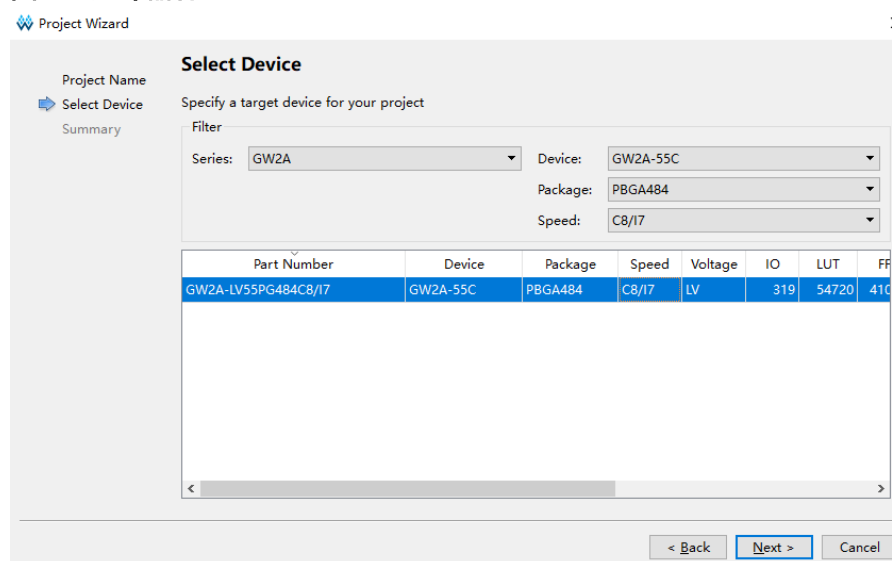 Project Wizard
Project Name
Select Device
Summary
Select Device
Specify a target device for your project
Filter
Series: GW2A
Device: GW2A-55C
Package: PBGA484
Speed: C8/I7
Part Number Device Package Speed Voltage IO LUT FF
GW2A-LV55PG484C8/I7 GW2A-55C PBGA484 C8/I7 LV 319 54720 410
< Back Next > Cancel